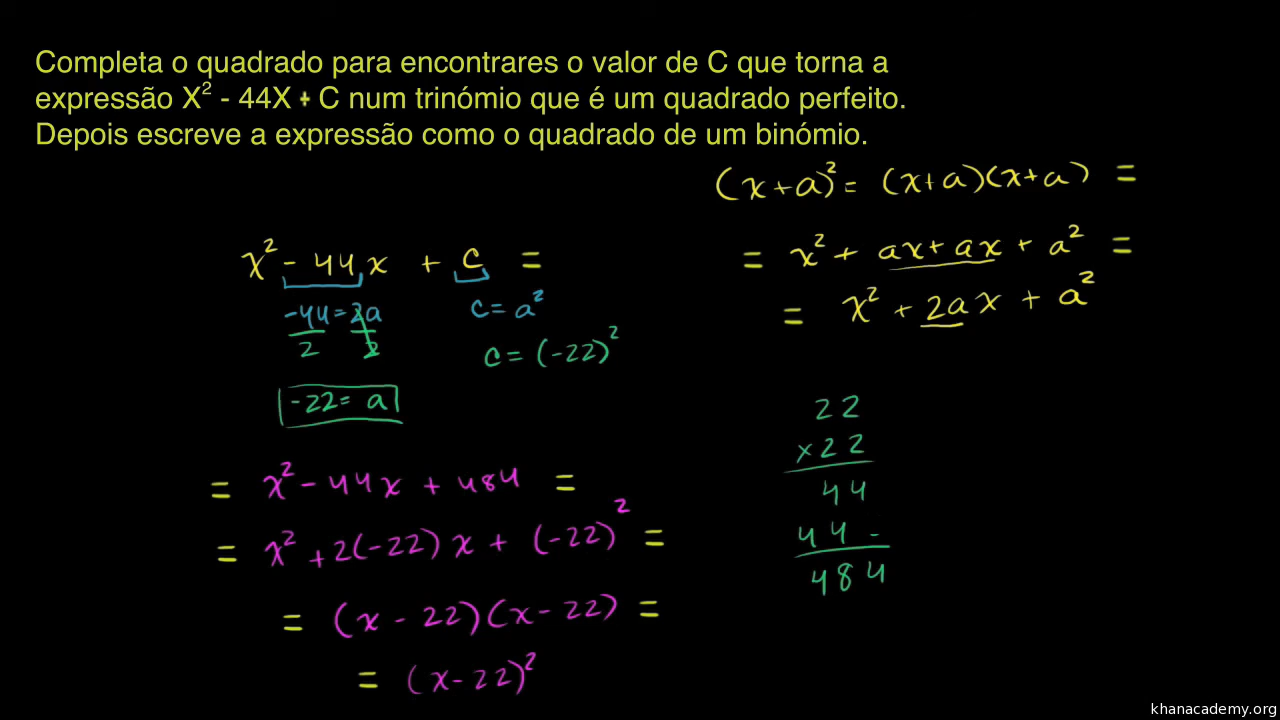 Completa o quadrado para encontrares o valor de C que torna a
expressão X² - 44X + C num trinómio que é um quadrado perfeito.
Depois escreve a expressão como o quadrado de um binómio.
(x+a)² = (x+a)(x+a) =
x² - 44x + c =
= x² + ax + ax + a² =
-44 = 2a
2 2
c = a²
= x² + 2ax + a²
c = (-22)²
-22 = a
22
×22
44
44-
484
= x² - 44x + 484 =
= x² + 2(-22)x + (-22)² =
= (x - 22)(x - 22) =
= (x-22)²
khanacademy.org